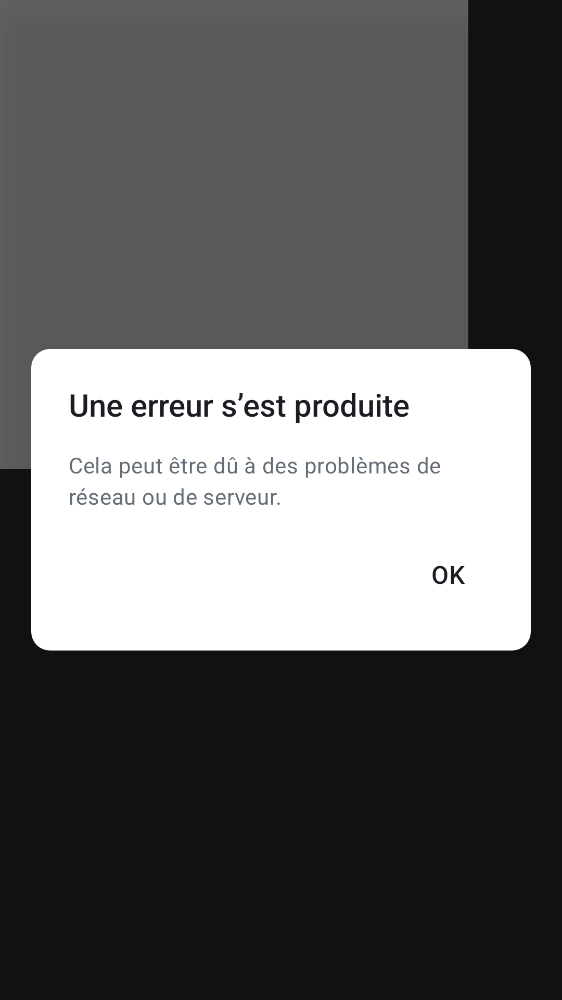 Une erreur s’est produite
Cela peut être dû à des problèmes de
réseau ou de serveur.
OK